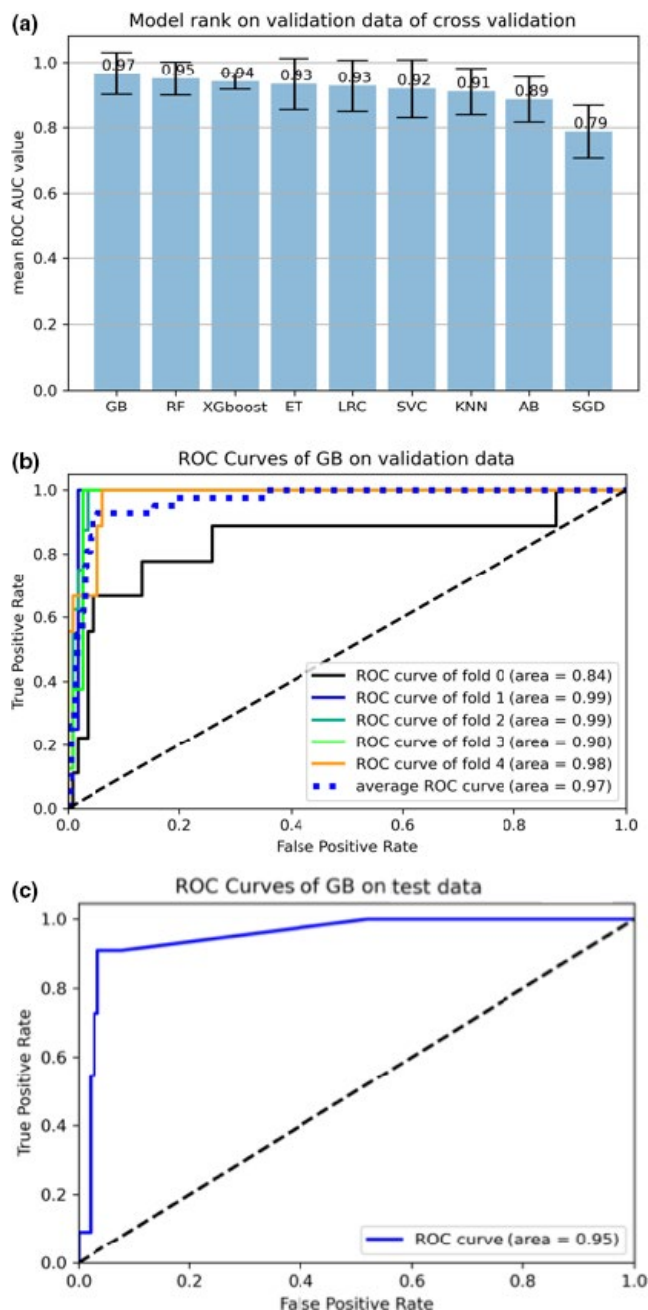 (a)
Model rank on validation data of cross validation
mean ROC AUC value
1.0
0.8
0.6
0.4
0.2
0.0
0.97 0.95 0.94 0.93 0.93 0.92 0.91 0.89 0.79
GB RF XGboost ET LRC SVC KNN AB SGD
(b)
ROC Curves of GB on validation data
True Positive Rate
1.0
0.8
0.6
0.4
0.2
0.0
ROC curve of fold 0 (area = 0.84)
ROC curve of fold 1 (area = 0.99)
ROC curve of fold 2 (area = 0.99)
ROC curve of fold 3 (area = 0.98)
ROC curve of fold 4 (area = 0.98)
average ROC curve (area = 0.97)
0.0 0.2 0.4 0.6 0.8 1.0
False Positive Rate
(c)
ROC Curves of GB on test data
True Positive Rate
1.0
0.8
0.6
0.4
0.2
0.0
ROC curve (area = 0.95)
0.0 0.2 0.4 0.6 0.8 1.0
False Positive Rate